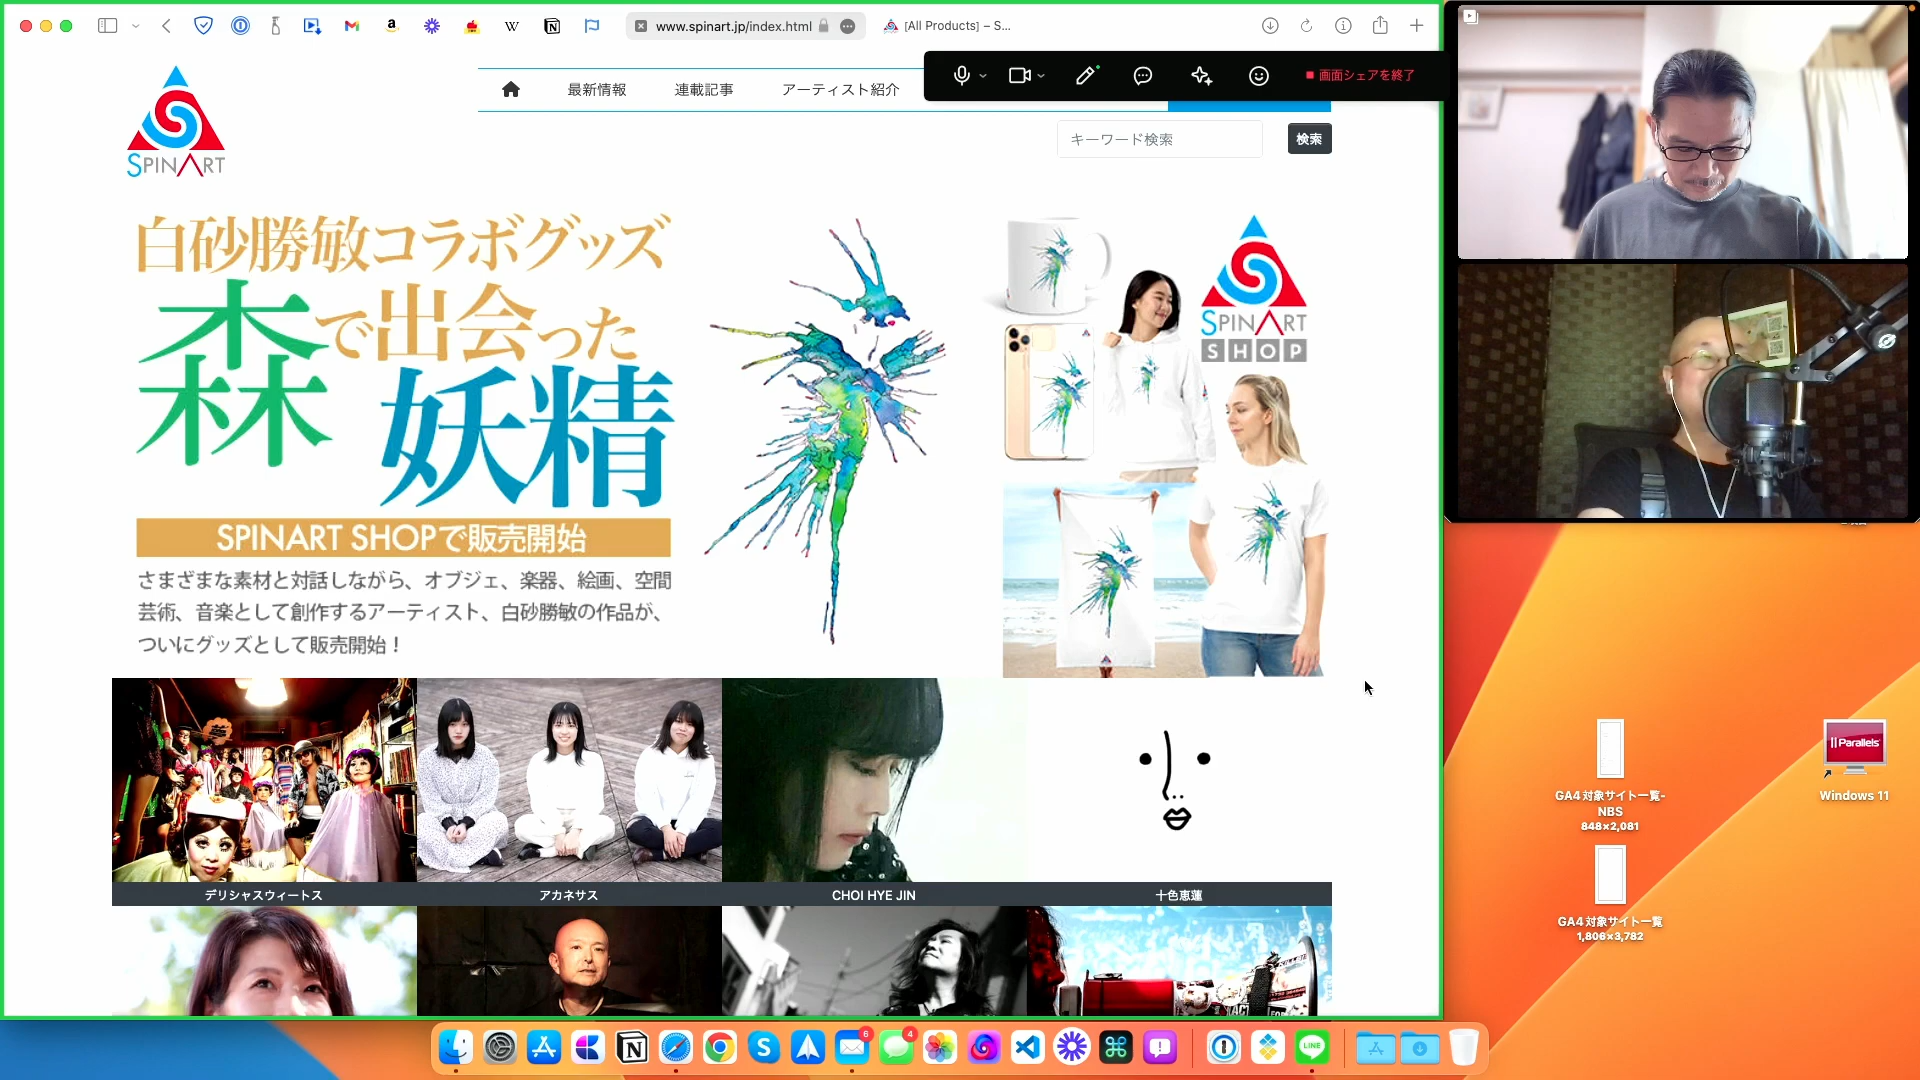 www.spinart.jp/index.html
[All Products] – S...
画面シェアを終了
最新情報
連載記事
アーティスト紹介
キーワード検索
検索
SPINART
白砂勝敏コラボグッズ
森で出会った
妖精
SPINART SHOPで販売開始
さまざまな素材と対話しながら、オブジェ、楽器、絵画、空間
芸術、音楽として創作するアーティスト、白砂勝敏の作品が、
ついにグッズとして販売開始！
SPINART
SHOP
デリシャスウィートス
アカネサス
CHOI HYE JIN
十色恵蓮
GA4 対象サイト一覧-
NBS
848×2,081
Parallels
Windows 11
GA4 対象サイト一覧
1,806×3,782
6
4
LINE